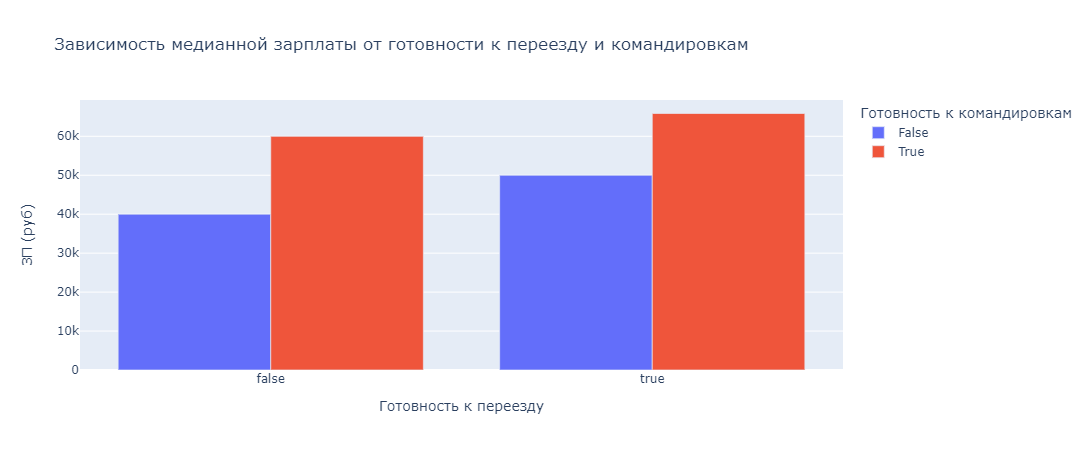 Зависимость медианной зарплаты от готовности к переезду и командировкам
Готовность к командировкам
False
True
ЗП (руб)
60k
50k
40k
30k
20k
10k
0
false
true
Готовность к переезду